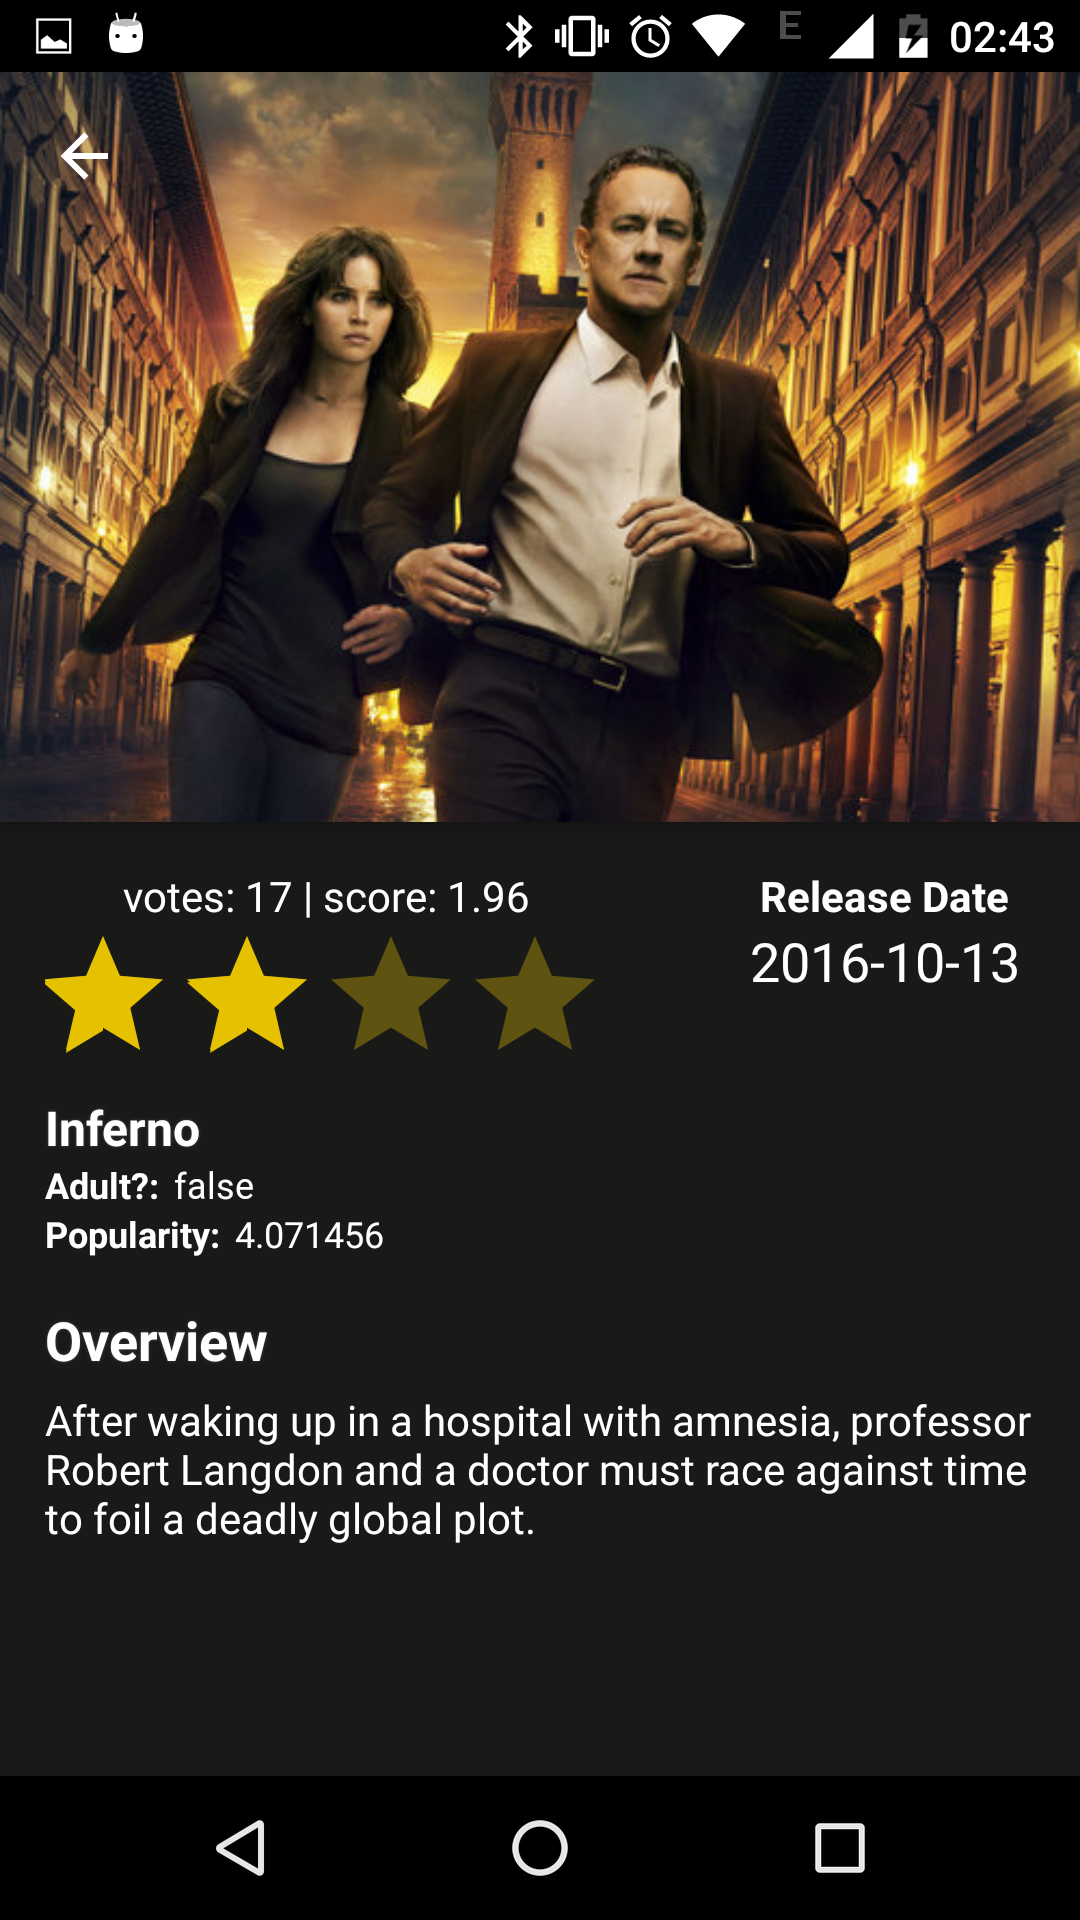 E 02:43
votes: 17 | score: 1.96
Release Date
2016-10-13
Inferno
Adult?: false
Popularity: 4.071456
Overview
After waking up in a hospital with amnesia, professor
Robert Langdon and a doctor must race against time
to foil a deadly global plot.